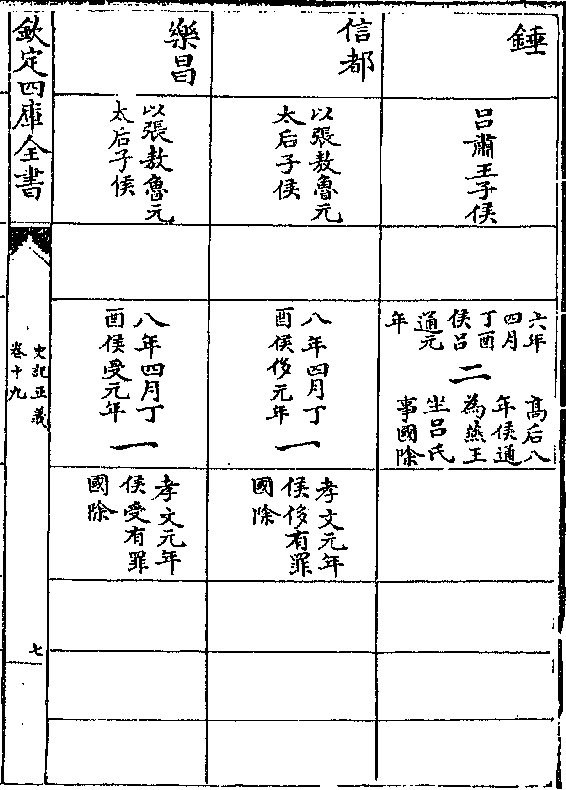 錘
吕肅王子侯
六年
四月
丁酉
侯吕
通元
年
二
髙后八
年侯通
為燕王
坐吕氏
事國除
信都
以張敖魯元
太后子侯
八年四月丁
酉侯侈元年
一
孝文元年
侯侈有罪
國除
樂昌
以張敖魯元
太后子侯
八年四月丁
酉侯受元年
一
孝文元年
侯受有罪
國除
欽定四庫全書
史記正義
卷十九
七